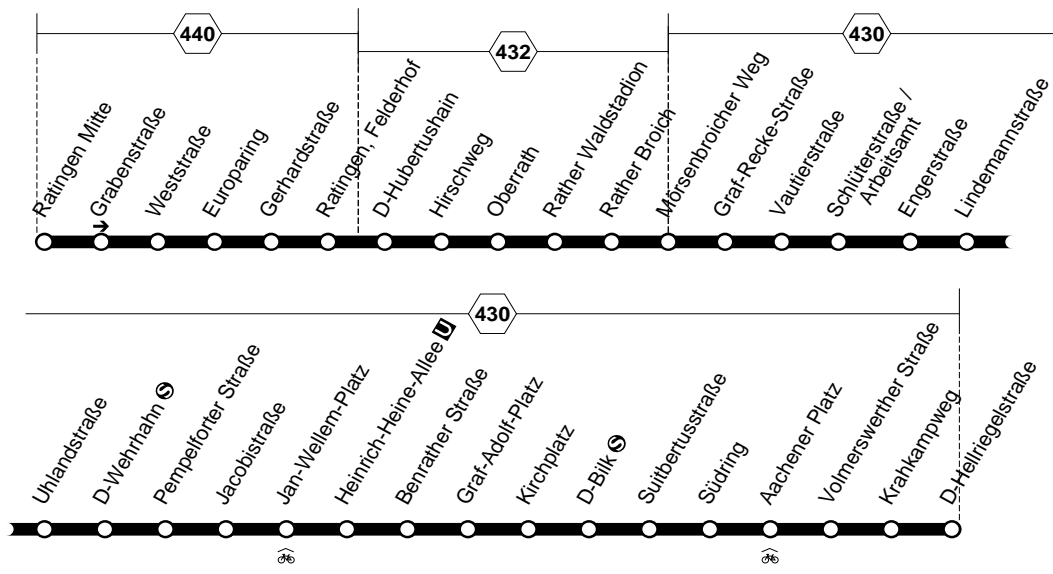 440
432
430
Ratingen Mitte
Grabenstraße
Weststraße
Europaring
Gerhardstraße
Ratingen, Felderhof
D-Hubertushain
Hirschweg
Oberrath
Rather Waldstadion
Rather Broich
Mörsenbroicher Weg
Graf-Recke-Straße
Vautierstraße
Schlüterstraße /
Arbeitsamt
Engerstraße
Lindemannstraße
430
Uhlandstraße
D-Wehrhahn S
Pempelforter Straße
Jacobistraße
Jan-Wellem-Platz
Heinrich-Heine-Allee U
Benrather Straße
Graf-Adolf-Platz
Kirchplatz
D-Bilk S
Suitbertusstraße
Südring
Aachener Platz
Volmerswerther Straße
Krahkampweg
D-Hellriegelstraße